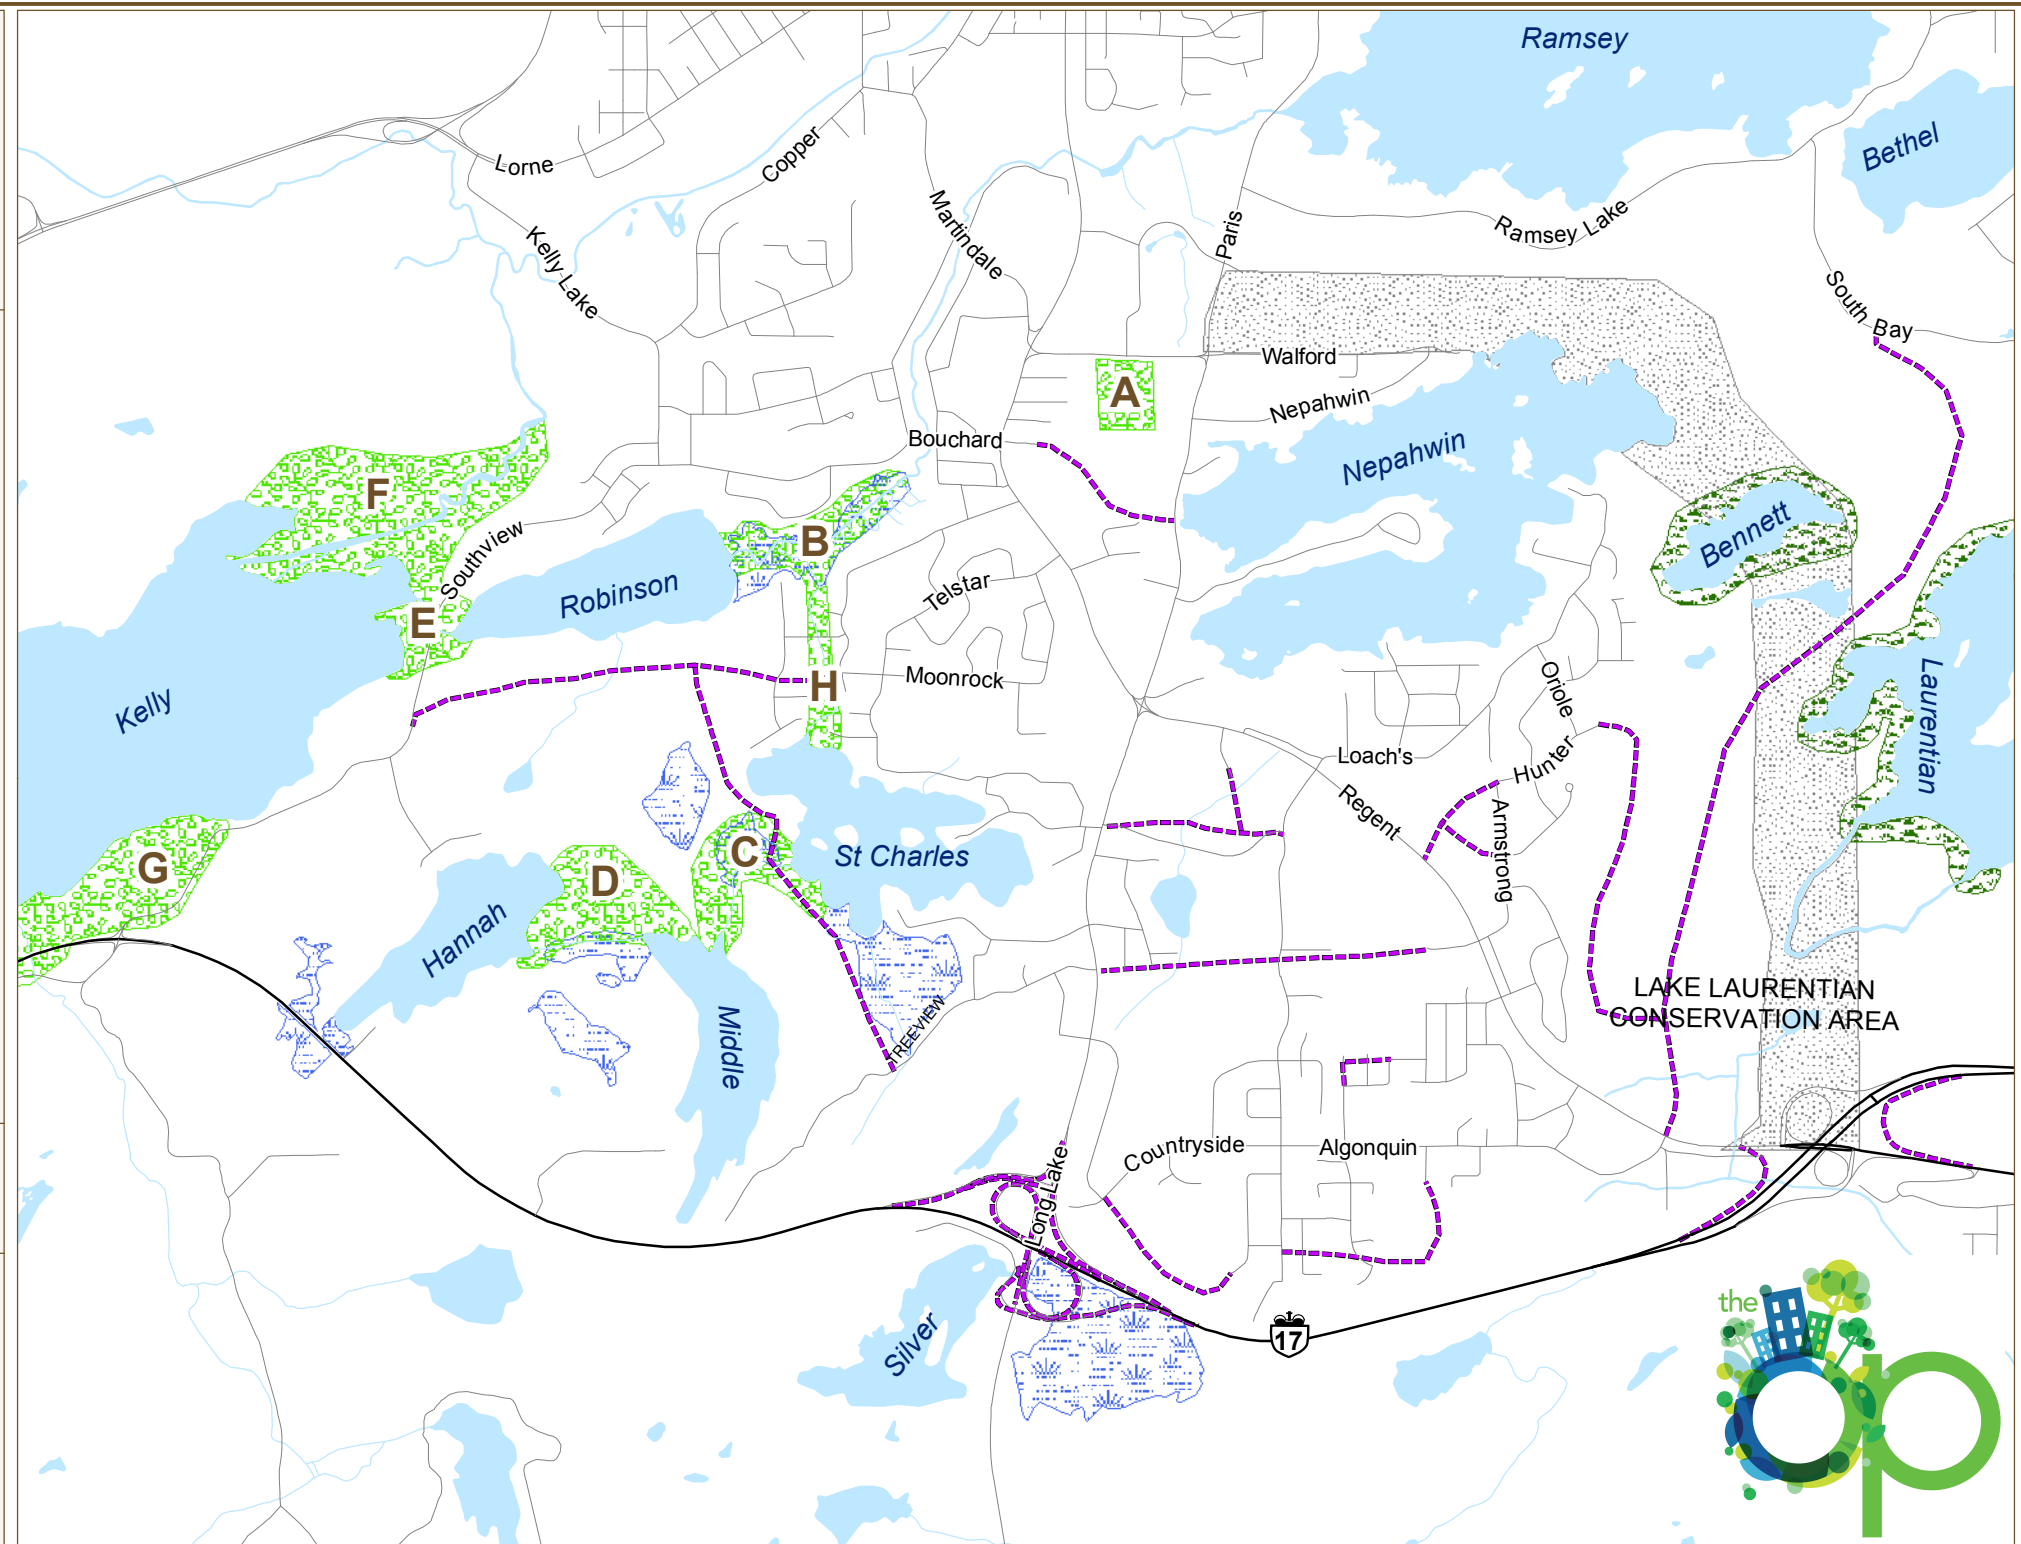 Ramsey
Bethel
Lorne
Copper
Martindale
Paris
Ramsey Lake
Kelly Lake
South Bay
Walford
A
Nepahwin
Bouchard
Nepahwin
F
B
Bennett
Southview
Robinson
Telstar
E
Moonrock
H
Oriole
Laurentian
Kelly
Loach's
Hunter
Regent
Armstrong
G
D
C
St Charles
Hannah
LAKE LAURENTIAN
CONSERVATION AREA
TREEVIEW
Middle
Long Lake
Countryside
Algonquin
Silver
17
the
op